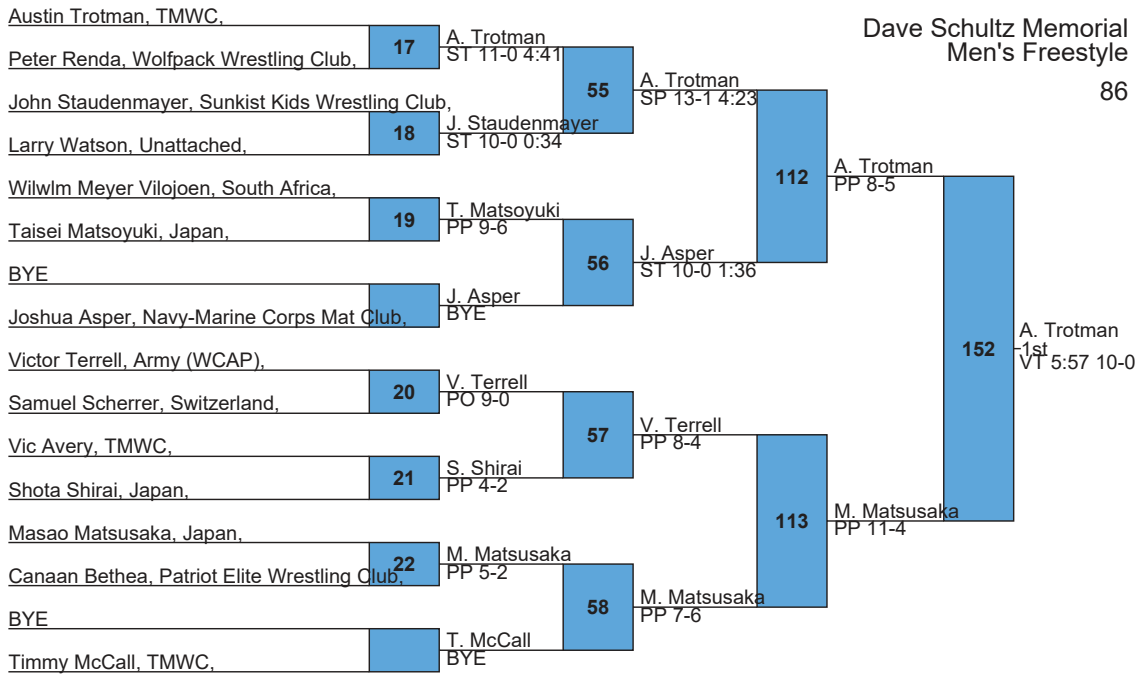 Dave Schultz Memorial
Men's Freestyle
86
Austin Trotman, TMWC,
Peter Renda, Wolfpack Wrestling Club,
John Staudenmayer, Sunkist Kids Wrestling Club,
Larry Watson, Unattached,
Wilwlm Meyer Vilojoen, South Africa,
Taisei Matsoyuki, Japan,
BYE
Joshua Asper, Navy-Marine Corps Mat Club,
Victor Terrell, Army (WCAP),
Samuel Scherrer, Switzerland,
Vic Avery, TMWC,
Shota Shirai, Japan,
Masao Matsusaka, Japan,
Canaan Bethea, Patriot Elite Wrestling Club,
BYE
Timmy McCall, TMWC,
17
18
19
20
21
22
A. Trotman
ST 11-0 4:41
J. Staudenmayer
ST 10-0 0:34
T. Matsoyuki
PP 9-6
J. Asper
BYE
V. Terrell
PO 9-0
S. Shirai
PP 4-2
M. Matsusaka
PP 5-2
T. McCall
BYE
55
56
57
58
A. Trotman
SP 13-1 4:23
J. Asper
ST 10-0 1:36
V. Terrell
PP 8-4
M. Matsusaka
PP 7-6
112
113
A. Trotman
PP 8-5
M. Matsusaka
PP 11-4
152
A. Trotman
1st
VT 5:57 10-0